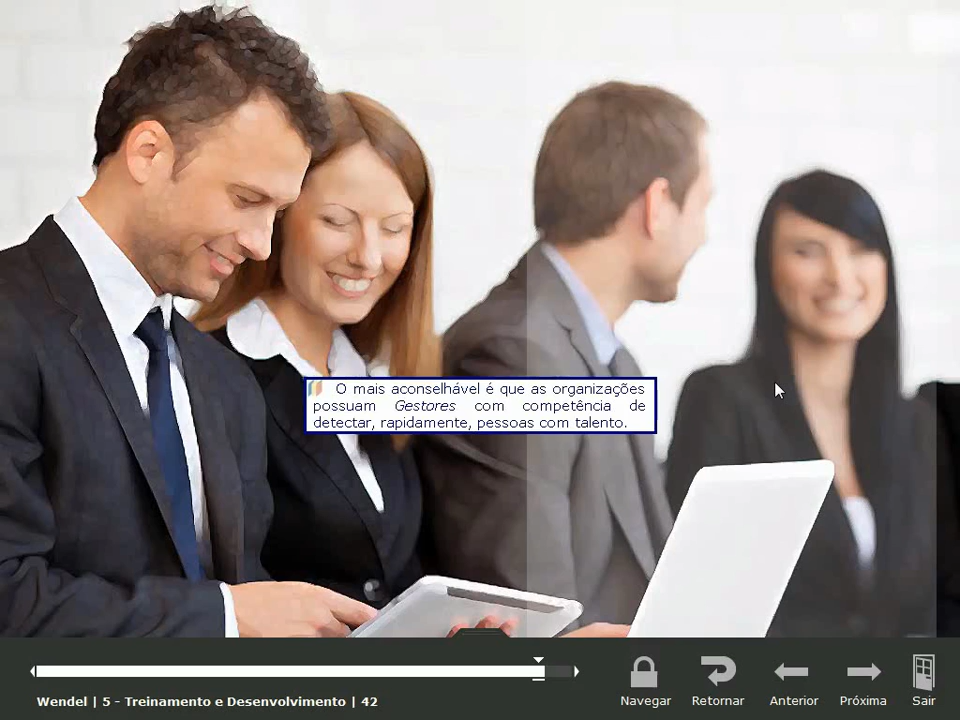 O mais aconselhável é que as organizações
possuam Gestores com competência de
detectar, rapidamente, pessoas com talento.
Wendel | 5 - Treinamento e Desenvolvimento | 42
Navegar Retornar Anterior Próxima Sair